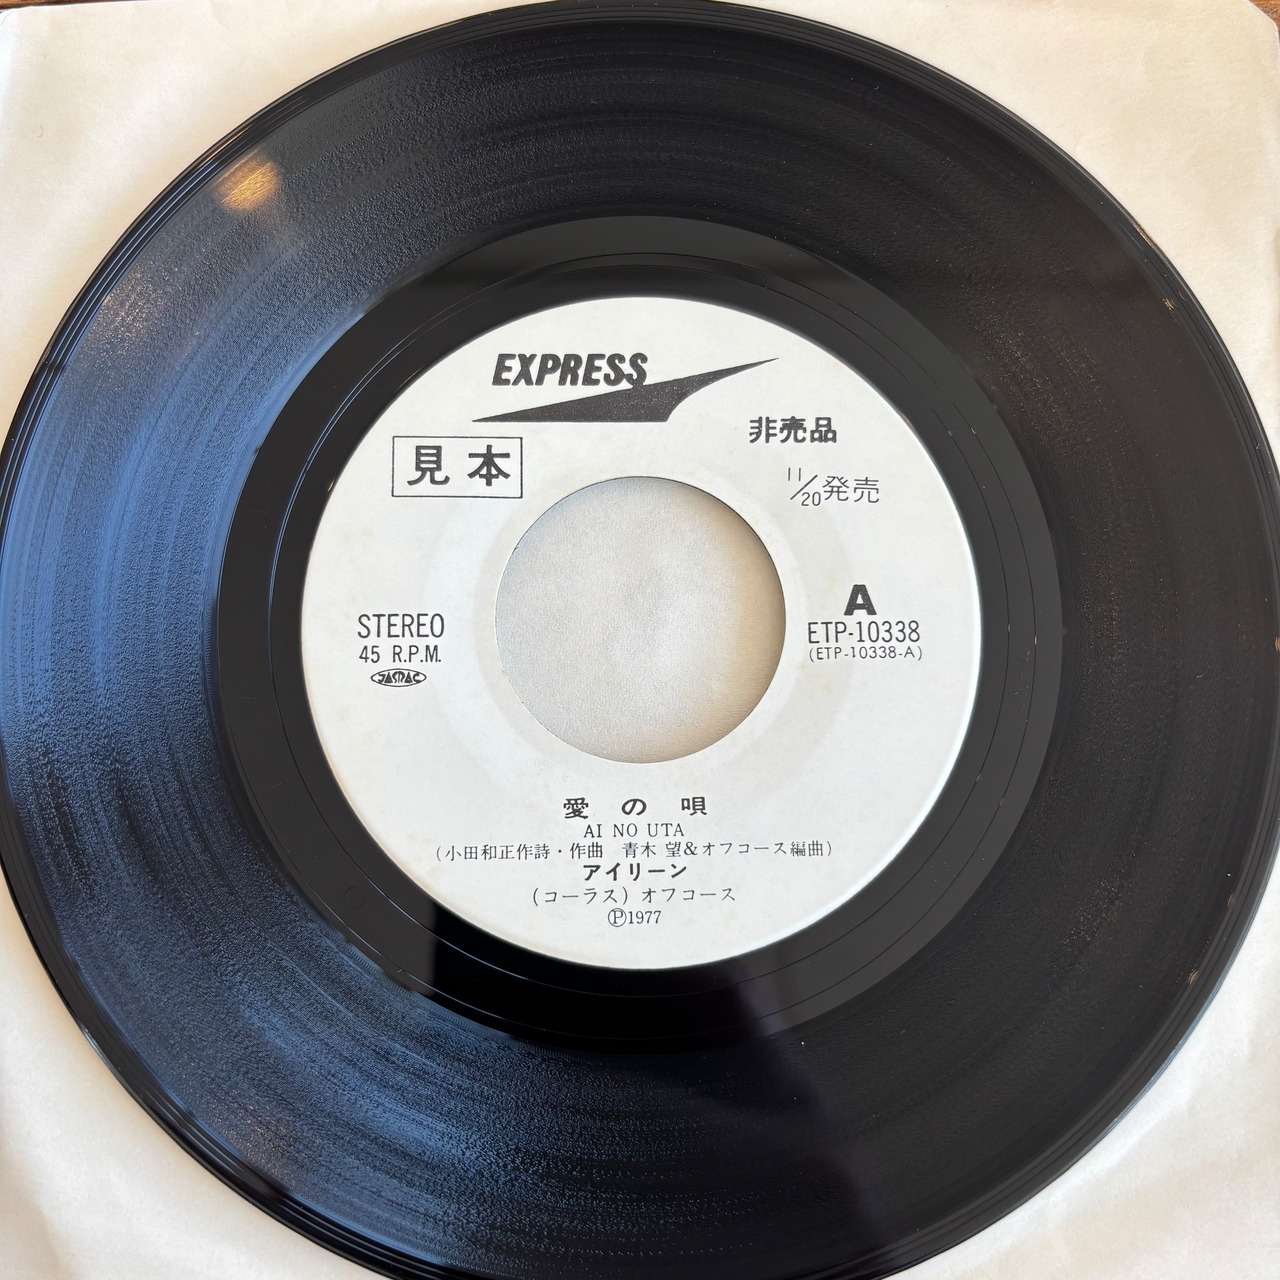 EXPRESS
見本
非売品
11/20発売
STEREO
45 R.P.M.
JASRAC
A
ETP-10338
(ETP-10338-A)
愛の唄
AI NO UTA
(小田和正作詩・作曲 青木 望&オフコース編曲)
アイリーン
(コーラス) オフコース
Ⓟ1977